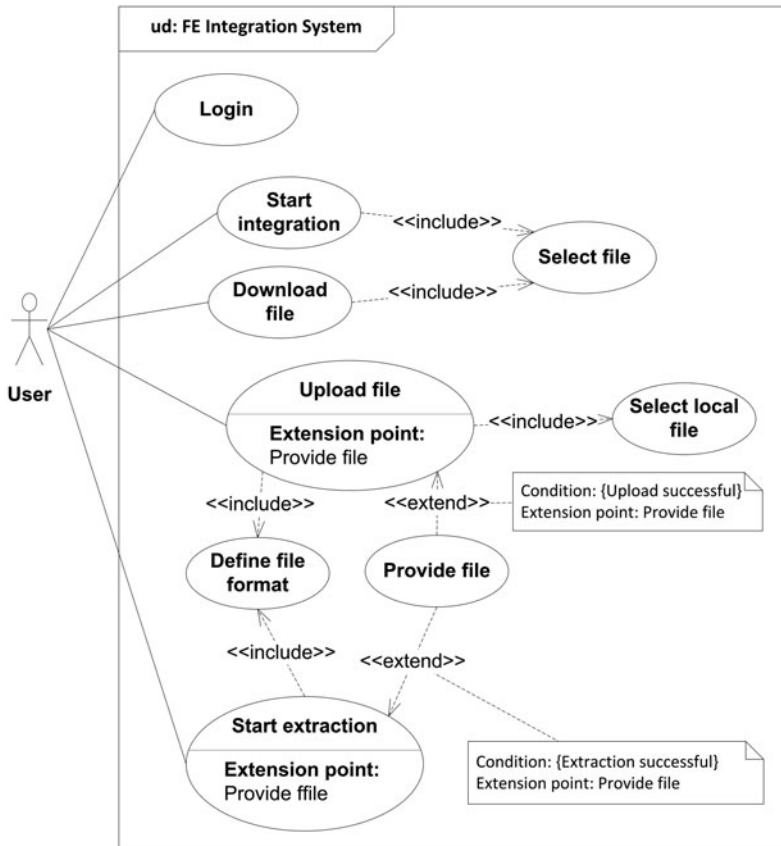 ud: FE Integration System
Login
Start
integration
<<include>>
Select file
Download
file
<<include>>
User
Upload file
Extension point:
Provide file
<<include>>
Select local
file
<<include>>
<<extend>>
Condition: {Upload successful}
Extension point: Provide file
Define file
format
Provide file
<<include>>
<<extend>>
Start extraction
Extension point:
Provide ffile
Condition: {Extraction successful}
Extension point: Provide file